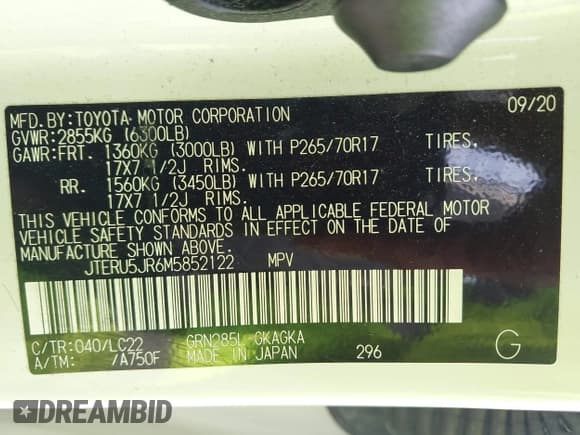 MFD.BY:TOYOTA MOTOR CORPORATION 09/20
GVWR:2855KG (6300LB)
GAWR:FRT. 1360KG (3000LB) WITH P265/70R17 TIRES.
17X7 1/2J RIMS.
RR. 1560KG (3450LB) WITH P265/70R17 TIRES.
17X7 1/2J RIMS.
THIS VEHICLE CONFORMS TO ALL APPLICABLE FEDERAL MOTOR
VEHICLE SAFETY STANDARDS IN EFFECT ON THE DATE OF
MANUFACTURE SHOWN ABOVE.
JTERU5JR6M5852122 MPV
C/TR:040/LC22 GRN285L GKAGKA
A/TM: /A750F MADE IN JAPAN 296 G
DREAMBID